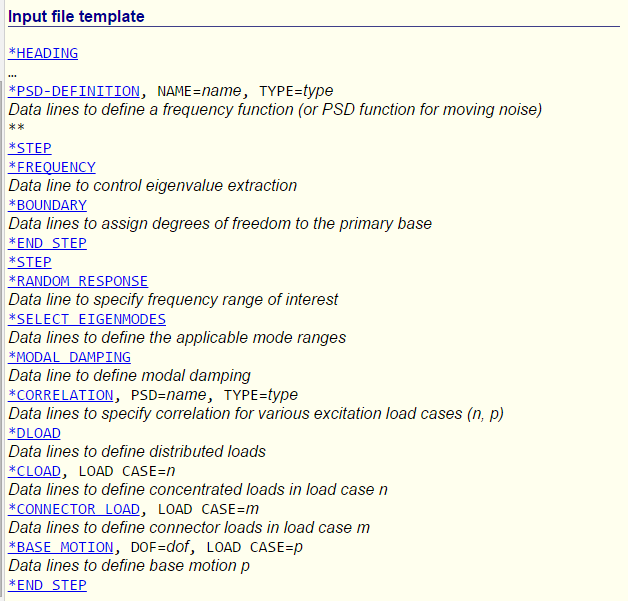 Input file template
*HEADING
…
*PSD-DEFINITION, NAME=name, TYPE=type
Data lines to define a frequency function (or PSD function for moving noise)
**
*STEP
*FREQUENCY
Data line to control eigenvalue extraction
*BOUNDARY
Data lines to assign degrees of freedom to the primary base
*END STEP
*STEP
*RANDOM RESPONSE
Data line to specify frequency range of interest
*SELECT EIGENMODES
Data lines to define the applicable mode ranges
*MODAL DAMPING
Data line to define modal damping
*CORRELATION, PSD=name, TYPE=type
Data lines to specify correlation for various excitation load cases (n, p)
*DLOAD
Data lines to define distributed loads
*CLOAD, LOAD CASE=n
Data lines to define concentrated loads in load case n
*CONNECTOR LOAD, LOAD CASE=m
Data lines to define connector loads in load case m
*BASE MOTION, DOF=dof, LOAD CASE=p
Data lines to define base motion p
*END STEP